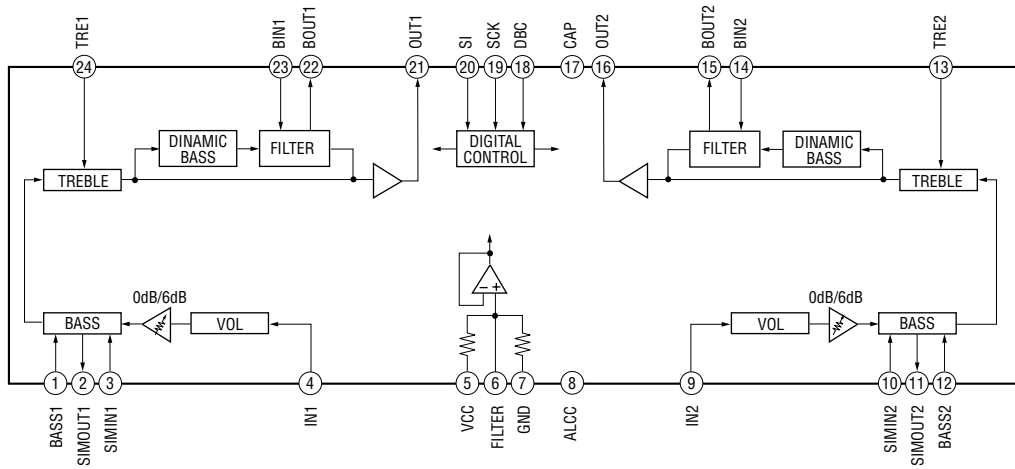 TRE1
BIN1
BOUT1
OUT1
SI
SCK
DBC
CAP
OUT2
BOUT2
BIN2
TRE2
24
23
22
21
20
19
18
17
16
15
14
13
DINAMIC
BASS
FILTER
DIGITAL
CONTROL
FILTER
DINAMIC
BASS
TREBLE
TREBLE
− +
0dB/6dB
0dB/6dB
BASS
VOL
VOL
BASS
1
2
3
4
5
6
7
8
9
10
11
12
BASS1
SIMOUT1
SIMIN1
IN1
VCC
FILTER
GND
ALCC
IN2
SIMIN2
SIMOUT2
BASS2